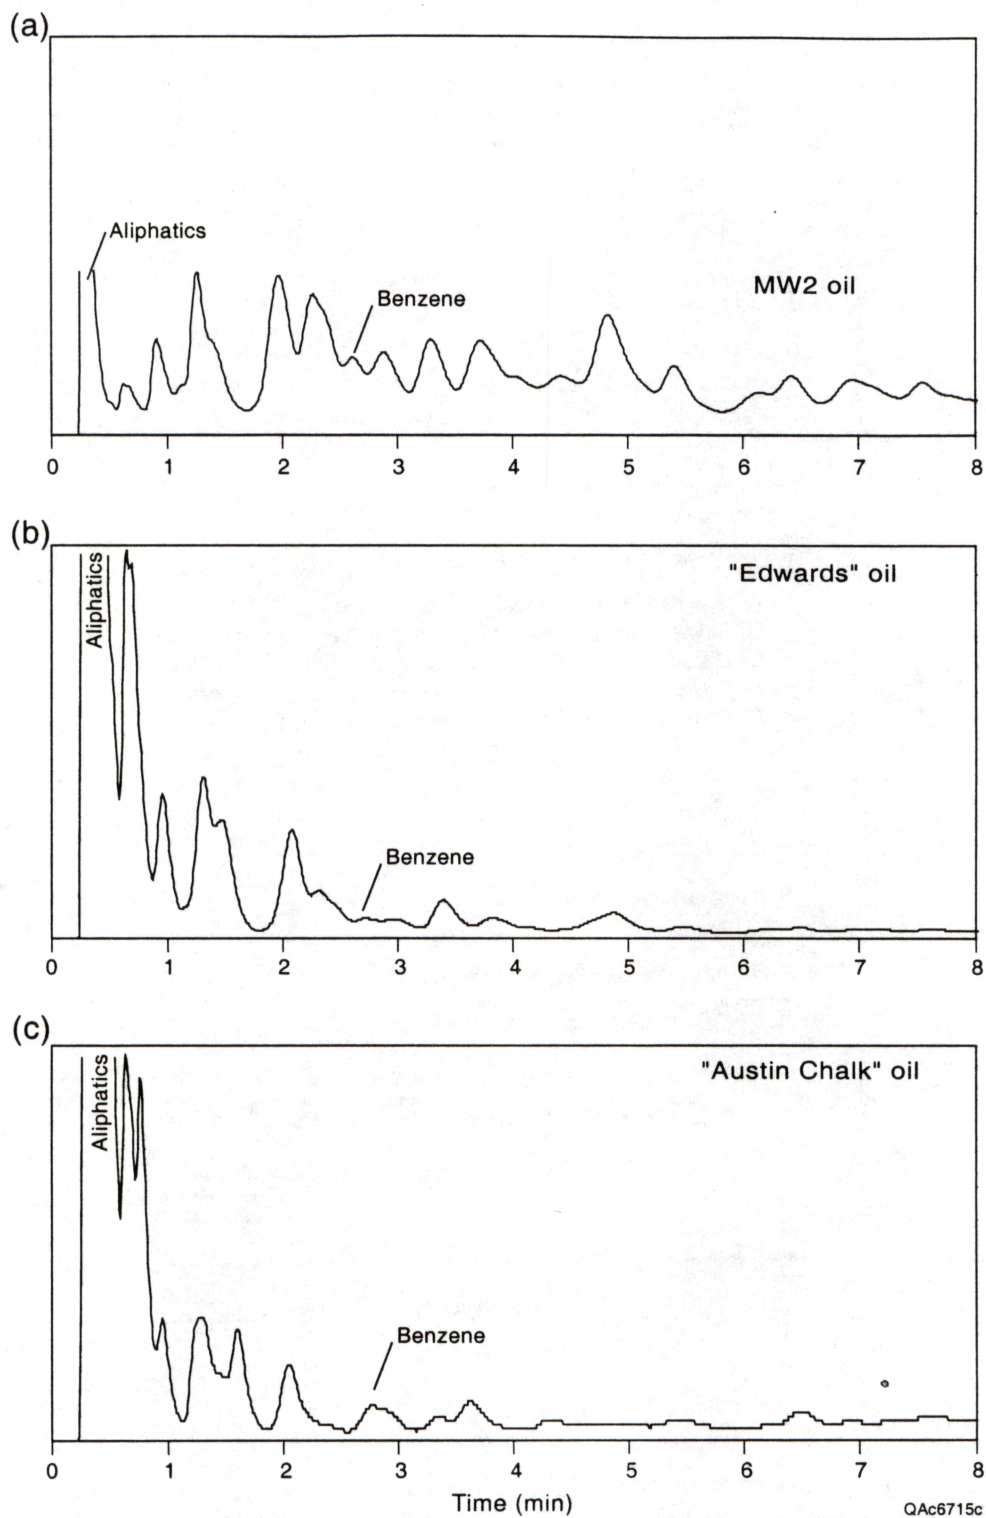 (a)
Aliphatics
Benzene
MW2 oil
0 1 2 3 4 5 6 7 8
(b)
Aliphatics
"Edwards" oil
Benzene
0 1 2 3 4 5 6 7 8
(c)
Aliphatics
"Austin Chalk" oil
Benzene
0 1 2 3 4 5 6 7 8
Time (min)
QAc6715c